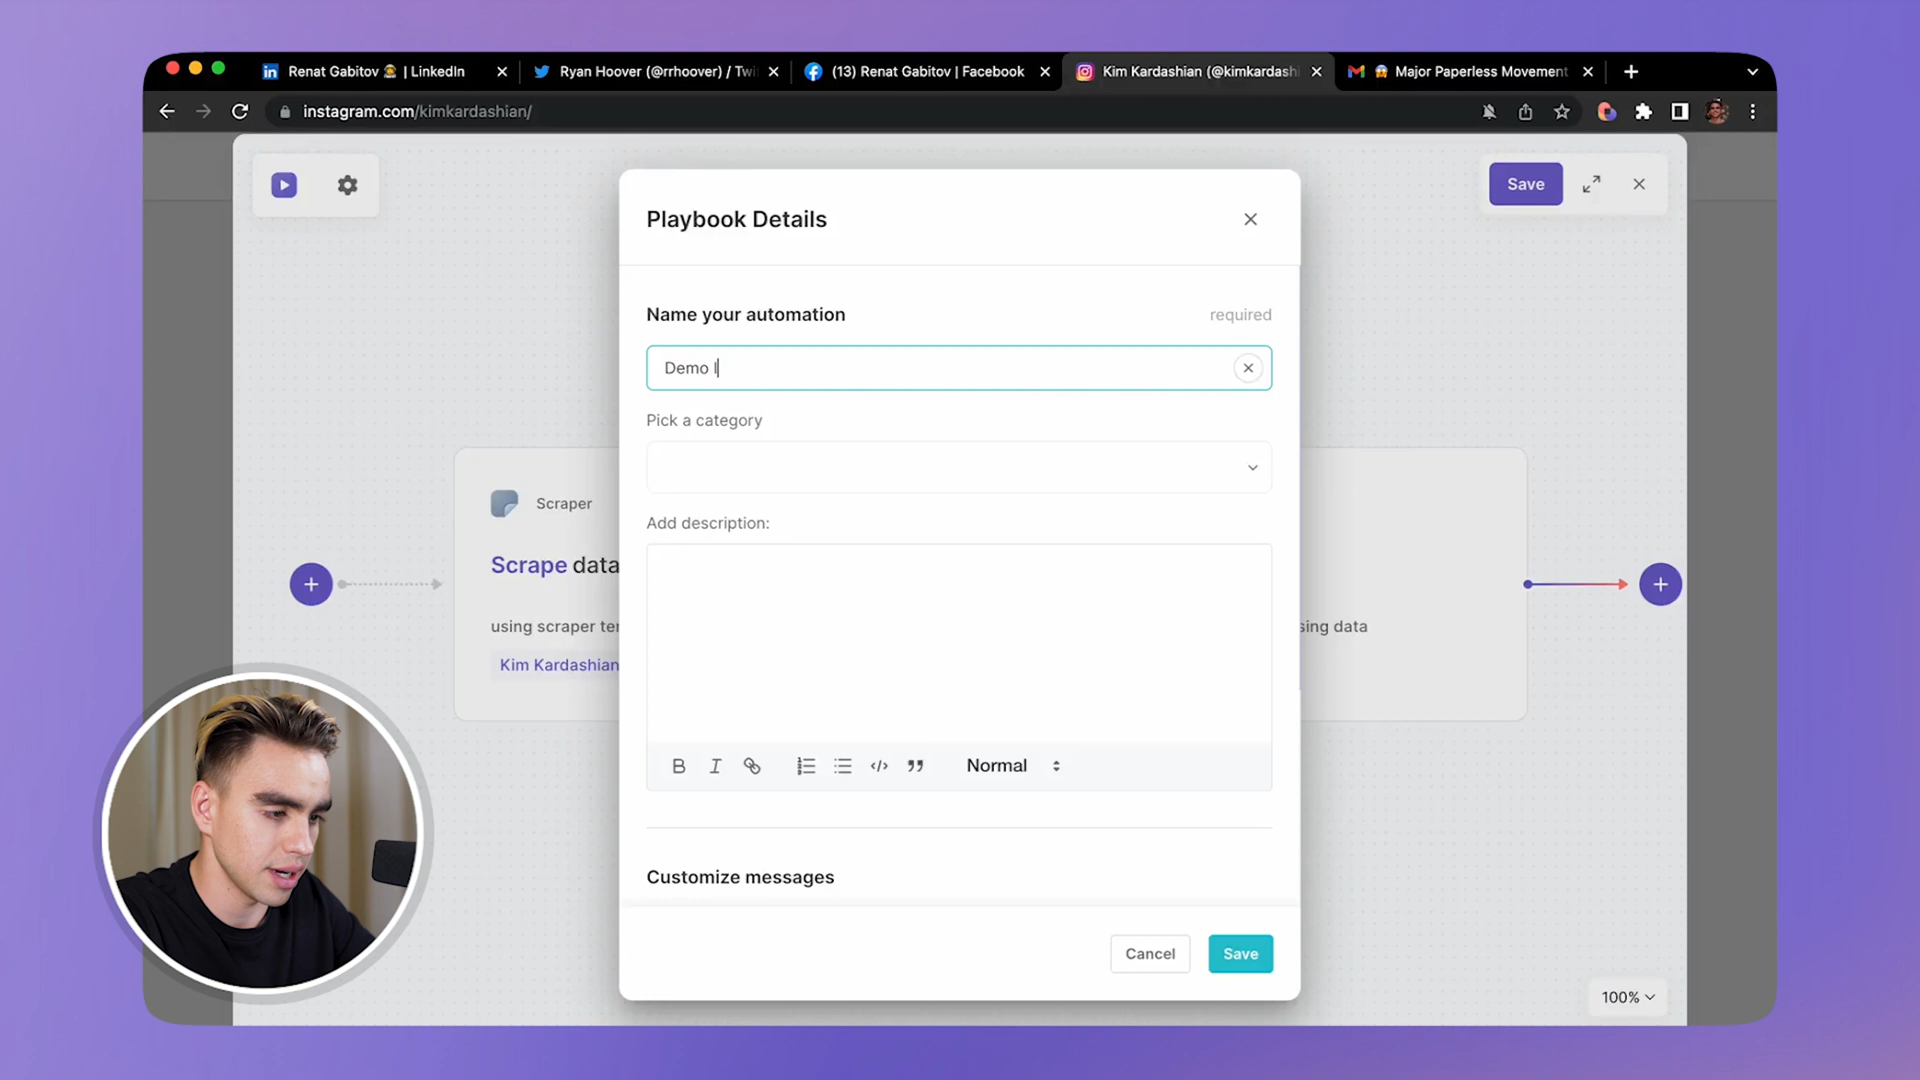 Renat Gabitov | LinkedIn
Ryan Hoover (@rrhoover) / Twi
(13) Renat Gabitov | Facebook
Kim Kardashian (@kimkardashi
Major Paperless Movement
instagram.com/kimkardashian/
Save
Playbook Details
Name your automation
required
Demo I
Pick a category
Add description:
Scraper
Scrape data
using scraper ter
sing data
Kim Kardashian
Normal
Customize messages
Cancel
Save
100%